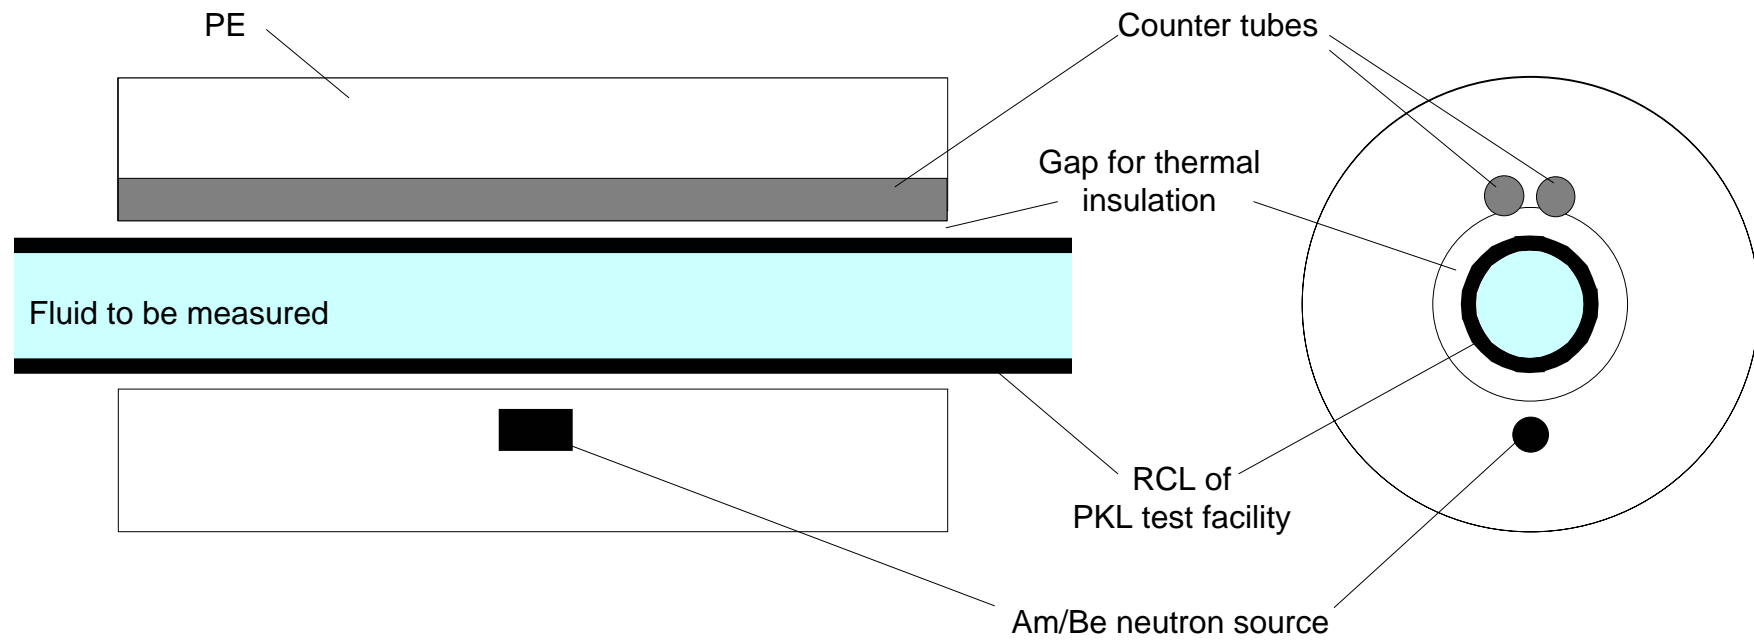 PE
Counter tubes
Gap for thermal
insulation
Fluid to be measured
RCL of
PKL test facility
Am/Be neutron source